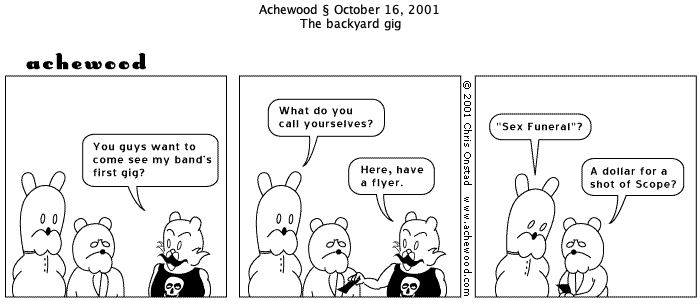 Achewood § October 16, 2001
The backyard gig
achewood
You guys want to
come see my band's
first gig?
What do you
call yourselves?
Here, have
a flyer.
© 2001 Chris Onstad www.achewood.com
"Sex Funeral"?
A dollar for a
shot of Scope?